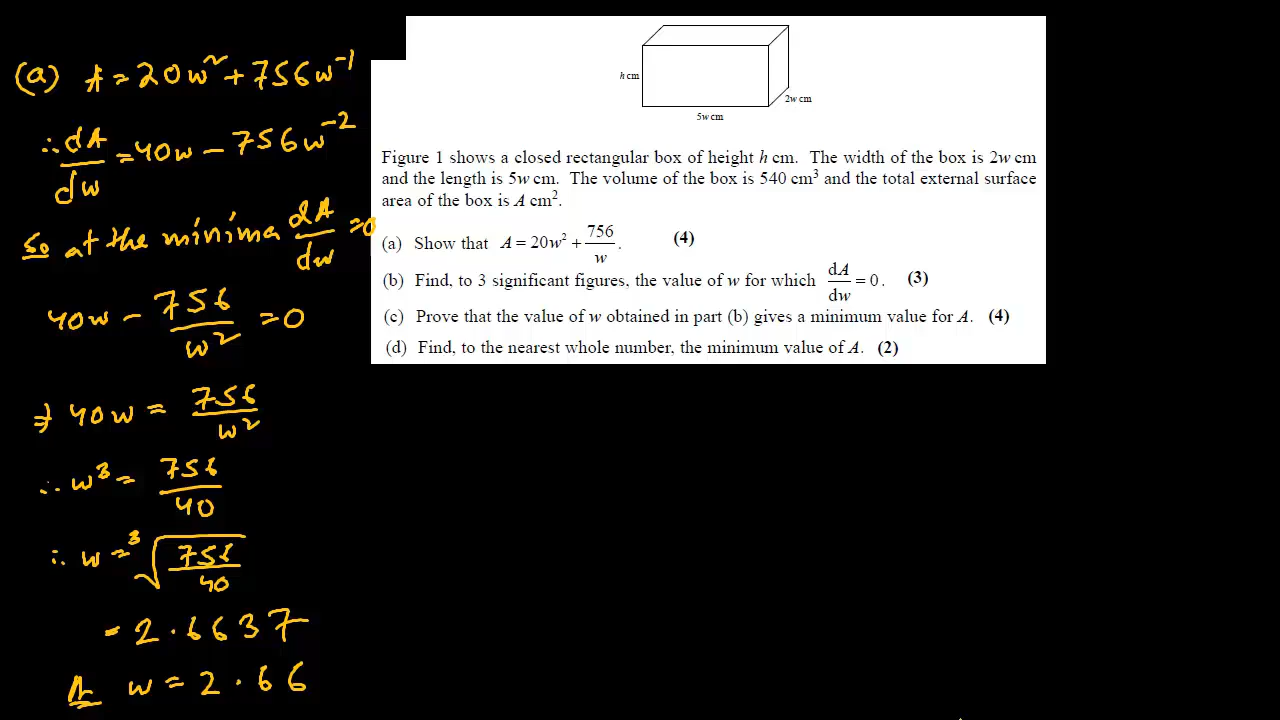 (a) A = 20w² + 756w⁻¹
∴ dA/dw = 40w − 756w⁻²
So at the minima dA/dw = 0
40w − 756/w² = 0
⇒ 40w = 756/w²
∴ w³ = 756/40
∴ w = ³√(756/40)
= 2.6637
w = 2.66
h cm
2w cm
5w cm
Figure 1 shows a closed rectangular box of height h cm. The width of the box is 2w cm
and the length is 5w cm. The volume of the box is 540 cm³ and the total external surface
area of the box is A cm².
(a) Show that A = 20w² + 756/w. (4)
(b) Find, to 3 significant figures, the value of w for which dA/dw = 0. (3)
(c) Prove that the value of w obtained in part (b) gives a minimum value for A. (4)
(d) Find, to the nearest whole number, the minimum value of A. (2)